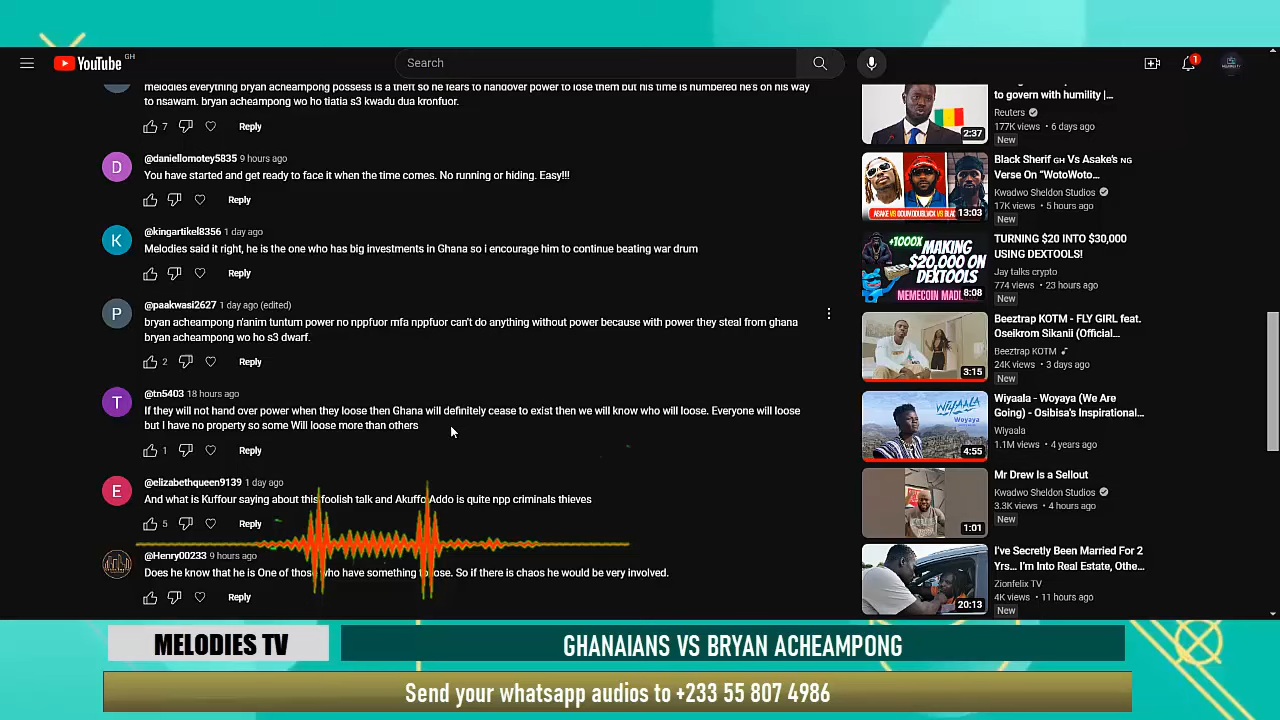 YouTube GH
Search
1
melodies everything bryan acheampong possess is a theft so he fears to handover power to lose them but his time is numbered he's on his way
to nsawam. bryan acheampong wo ho tiatia s3 kwadu dua kronfuor.
7 Reply
D
@daniellomotey5835 9 hours ago
You have started and get ready to face it when the time comes. No running or hiding. Easy!!!
Reply
K
@kingartikel8356 1 day ago
Melodies said it right, he is the one who has big investments in Ghana so i encourage him to continue beating war drum
Reply
P
@paakwasi2627 1 day ago (edited)
bryan acheampong n'anim tuntum power no nppfuor mfa nppfuor can't do anything without power because with power they steal from ghana
bryan acheampong wo ho s3 dwarf.
2 Reply
T
@tn5403 18 hours ago
If they will not hand over power when they loose then Ghana will definitely cease to exist then we will know who will loose. Everyone will loose
but I have no property so some Will loose more than others
1 Reply
E
@elizabethqueen9139 1 day ago
And what is Kuffour saying about this foolish talk and Akuffo Addo is quite npp criminals thieves
5 Reply
@Henry00233 9 hours ago
Does he know that he is One of those who have something to lose. So if there is chaos he would be very involved.
Reply
to govern with humility |...
Reuters
177K views • 6 days ago
New
2:37
Black Sherif GH Vs Asake's NG
Verse On “WotoWoto...
Kwadwo Sheldon Studios
17K views • 5 hours ago
New
13:03
+1000X
MAKING
$20,000 ON
DEXTOOLS
8:08
TURNING $20 INTO $30,000
USING DEXTOOLS!
Jay talks crypto
774 views • 23 hours ago
New
Beeztrap KOTM - FLY GIRL feat.
Oseikrom Sikanii (Official...
Beeztrap KOTM
24K views • 3 days ago
New
3:15
WIYAALA
Woyaya
4:55
Wiyaala - Woyaya (We Are
Going) - Osibisa's Inspirational...
Wiyaala
1.1M views • 4 years ago
Mr Drew Is a Sellout
Kwadwo Sheldon Studios
3.3K views • 4 hours ago
New
1:01
I've Secretly Been Married For 2
Yrs... I'm Into Real Estate, Othe...
Zionfelix TV
4K views • 11 hours ago
New
20:13
MELODIES TV
GHANAIANS VS BRYAN ACHEAMPONG
Send your whatsapp audios to +233 55 807 4986